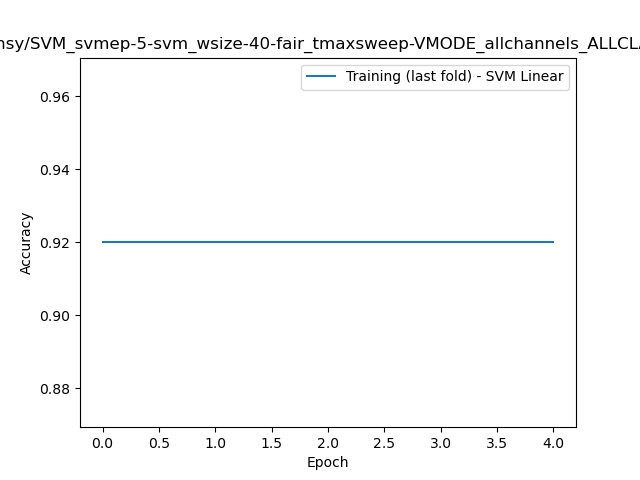 nsy/SVM_svmep-5-svm_wsize-40-fair_tmaxsweep-VMODE_allchannels_ALLCLA
Training (last fold) - SVM Linear
0.96
0.94
0.92
0.90
0.88
Accuracy
0.0 0.5 1.0 1.5 2.0 2.5 3.0 3.5 4.0
Epoch